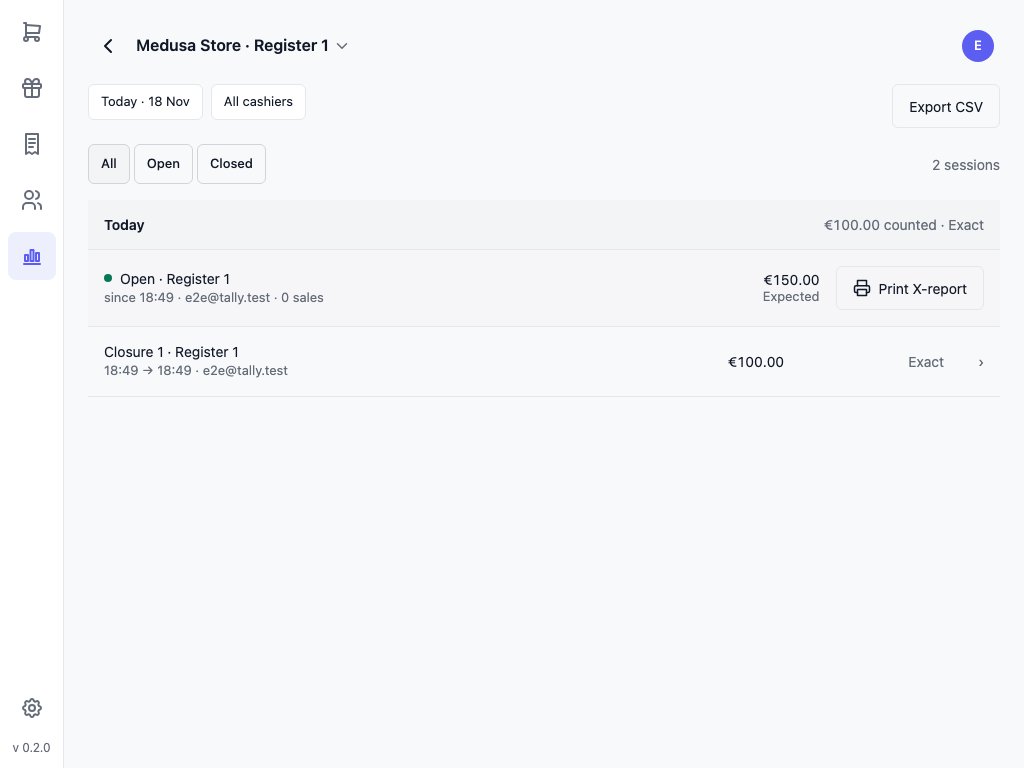 Medusa Store · Register 1
E
Today · 18 Nov
All cashiers
Export CSV
All
Open
Closed
2 sessions
Today
€100.00 counted · Exact
Open · Register 1
since 18:49 · e2e@tally.test · 0 sales
€150.00
Expected
Print X-report
Closure 1 · Register 1
18:49 → 18:49 · e2e@tally.test
€100.00
Exact
v 0.2.0